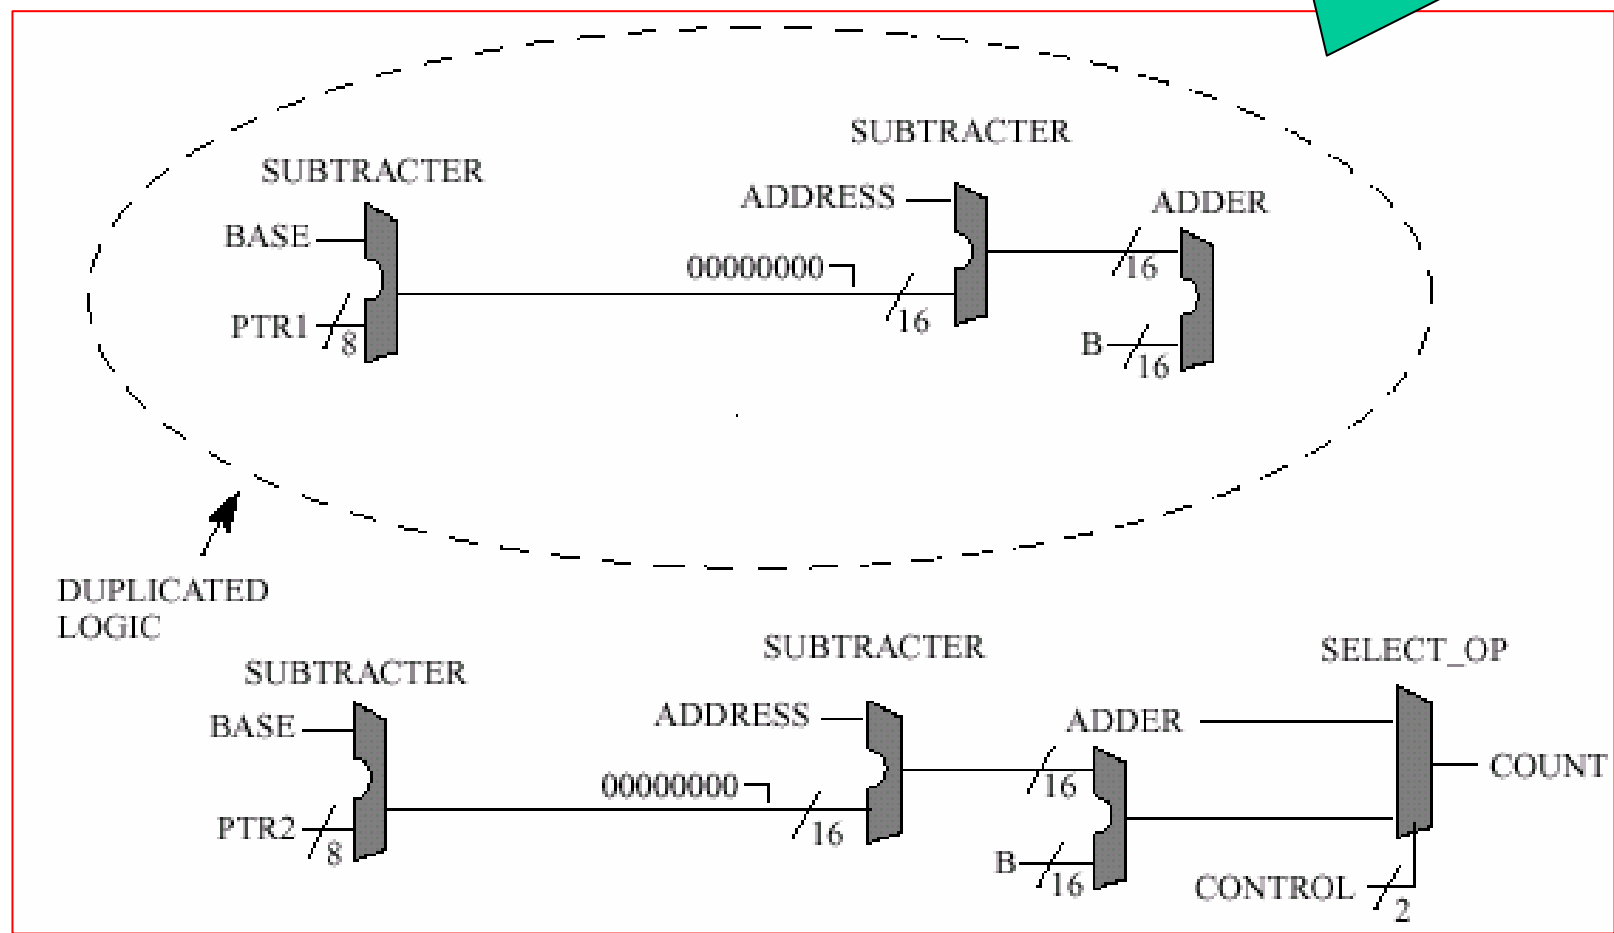 SUBTRACTER
SUBTRACTER
ADDRESS
ADDER
BASE
00000000
16
16
PTR1
8
B
16
DUPLICATED
LOGIC
SUBTRACTER
SUBTRACTER
SELECT_OP
BASE
ADDRESS
ADDER
COUNT
00000000
16
PTR2
8
16
B
16
CONTROL
2